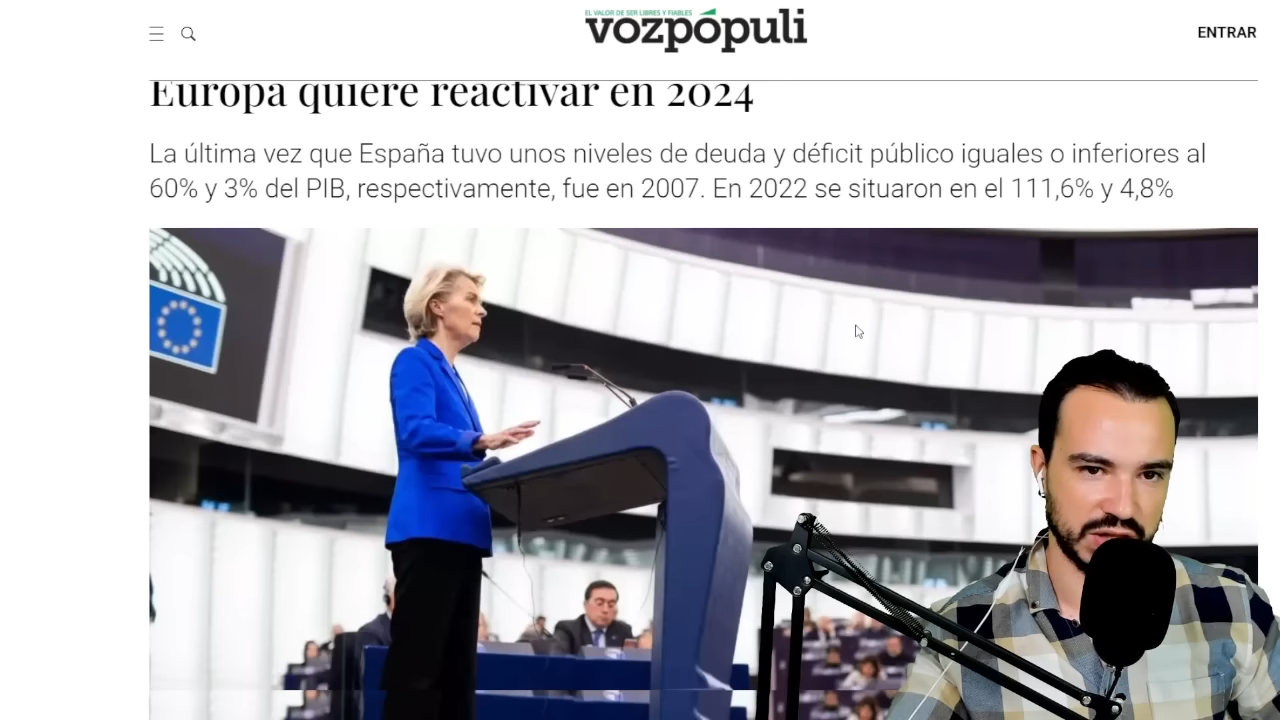 EL VALOR DE SER LIBRES Y FIABLES
vozpópuli
ENTRAR
Europa quiere reactivar en 2024
La última vez que España tuvo unos niveles de deuda y déficit público iguales o inferiores al
60% y 3% del PIB, respectivamente, fue en 2007. En 2022 se situaron en el 111,6% y 4,8%